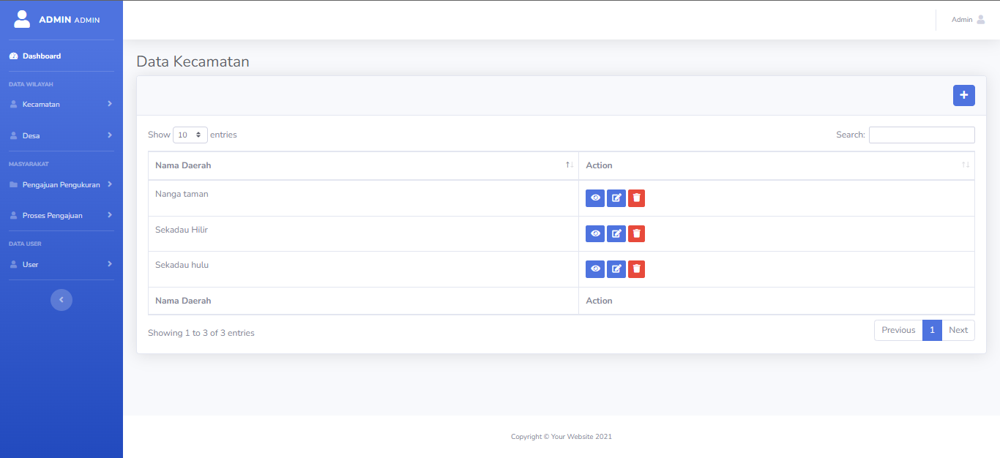 ADMIN ADMIN
Dashboard
DATA WILAYAH
Kecamatan
Desa
MASYARAKAT
Pengajuan Pengukuran
Proses Pengajuan
DATA USER
User
Admin
Data Kecamatan
Show 10 entries
Search:
Nama Daerah Action
Nanga taman
Sekadau Hilir
Sekadau hulu
Nama Daerah Action
Showing 1 to 3 of 3 entries
Previous 1 Next
Copyright © Your Website 2021